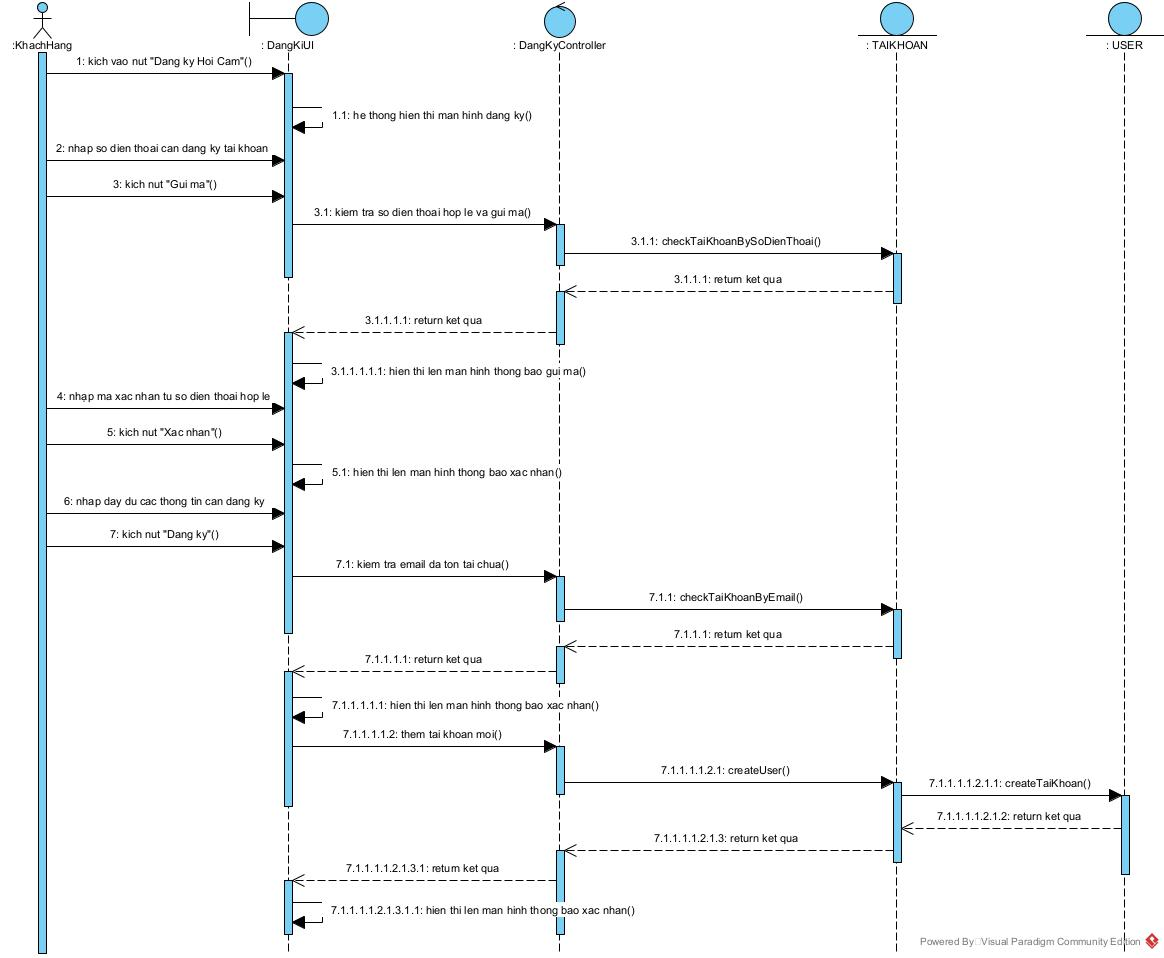 :KhachHang
: DangKiUI
: DangKyController
: TAIKHOAN
: USER
1: kich vao nut "Dang ky Hoi Cam"()
1.1: he thong hien thi man hinh dang ky()
2: nhap so dien thoai can dang ky tai khoan
3: kich nut "Gui ma"()
3.1: kiem tra so dien thoai hop le va gui ma()
3.1.1: checkTaiKhoanBySoDienThoai()
3.1.1.1: return ket qua
3.1.1.1.1: return ket qua
3.1.1.1.1.1: hien thi len man hinh thong bao gui ma()
4: nhạp ma xac nhan tu so dien thoai hop le
5: kich nut "Xac nhan"()
5.1: hien thi len man hinh thong bao xac nhan()
6: nhap day du cac thong tin can dang ky
7: kich nut "Dang ky"()
7.1: kiem tra email da ton tai chua()
7.1.1: checkTaiKhoanByEmail()
7.1.1.1: return ket qua
7.1.1.1.1: return ket qua
7.1.1.1.1.1: hien thi len man hinh thong bao xac nhan()
7.1.1.1.1.2: them tai khoan moi()
7.1.1.1.1.2.1: createUser()
7.1.1.1.1.2.1.1: createTaiKhoan()
7.1.1.1.1.2.1.2: return ket qua
7.1.1.1.1.2.1.3: return ket qua
7.1.1.1.1.2.1.3.1: return ket qua
7.1.1.1.1.2.1.3.1.1: hien thi len man hinh thong bao xac nhan()
Powered By Visual Paradigm Community Edition